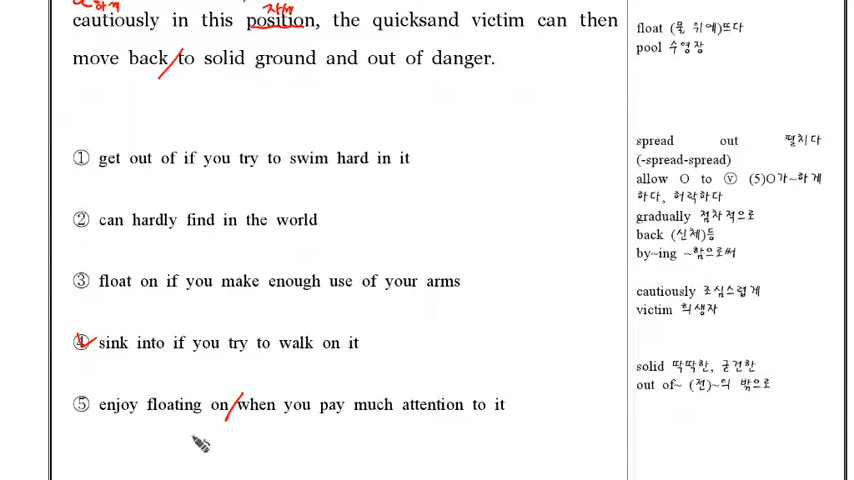 하게
자세
cautiously in this position, the quicksand victim can then
move back to solid ground and out of danger.
① get out of if you try to swim hard in it
② can hardly find in the world
③ float on if you make enough use of your arms
④ sink into if you try to walk on it
⑤ enjoy floating on when you pay much attention to it
float (물 위에)뜨다
pool 수영장
spread out 펼치다
(-spread-spread)
allow O to ⓥ (5)O가~하게
하다, 허락하다
gradually 점차적으로
back (신체)등
by~ing ~함으로써
cautiously 조심스럽게
victim 희생자
solid 딱딱한, 굳건한
out of~ (전)~의 밖으로